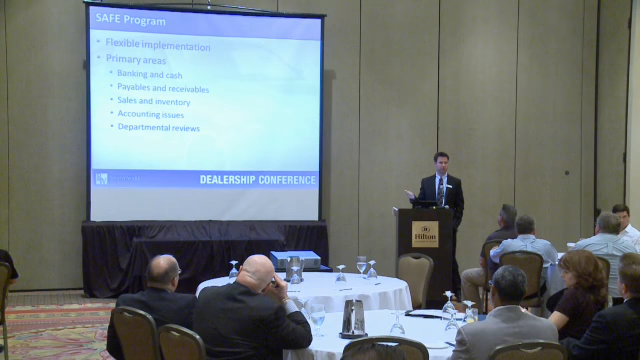 SAFE Program
• Flexible implementation
• Primary areas
• Banking and cash
• Payables and receivables
• Sales and inventory
• Accounting issues
• Departmental reviews
DEALERSHIP CONFERENCE
Hilton